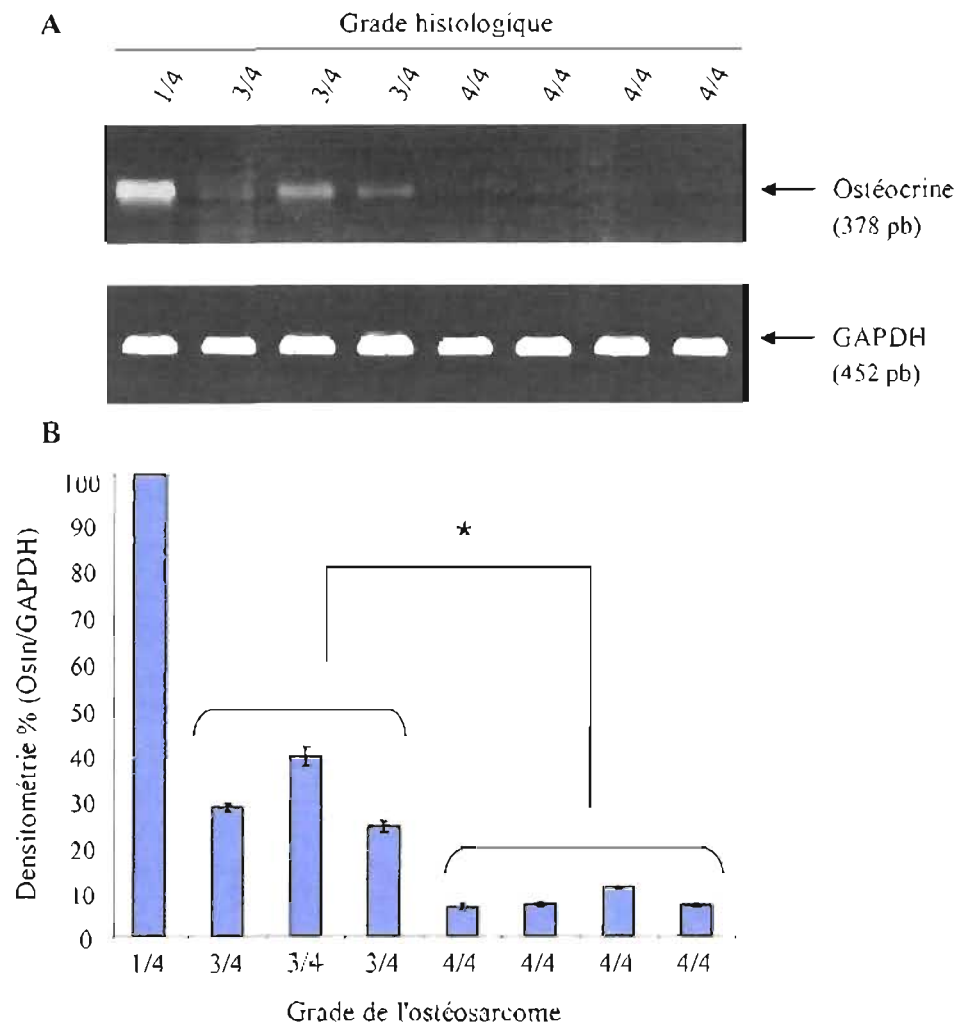 A
Grade histologique
1/4 3/4 3/4 3/4 4/4 4/4 4/4 4/4
Ostéocrine
(378 pb)
GAPDH
(452 pb)
B
Densitométrie % (Osin/GAPDH)
100
90
80
70
60
50
40
30
20
10
0
*
1/4 3/4 3/4 3/4 4/4 4/4 4/4 4/4
Grade de l'ostéosarcome